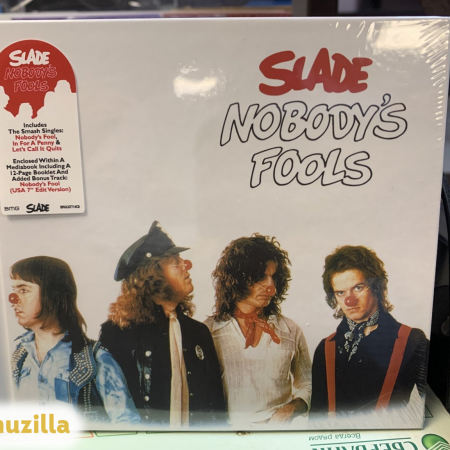 SLADE
NOBODY'S
FOOLS
SLADE
NOBODY'S
FOOLS
Includes
The Smash Singles:
Nobody's Fool,
In For A Penny &
Let's Call It Quits
Enclosed Within A
Mediabook Including A
12-Page Booklet And
Added Bonus Track:
Nobody's Fool
(USA 7" Edit Version)
BMG SLADE
Всегда рядом